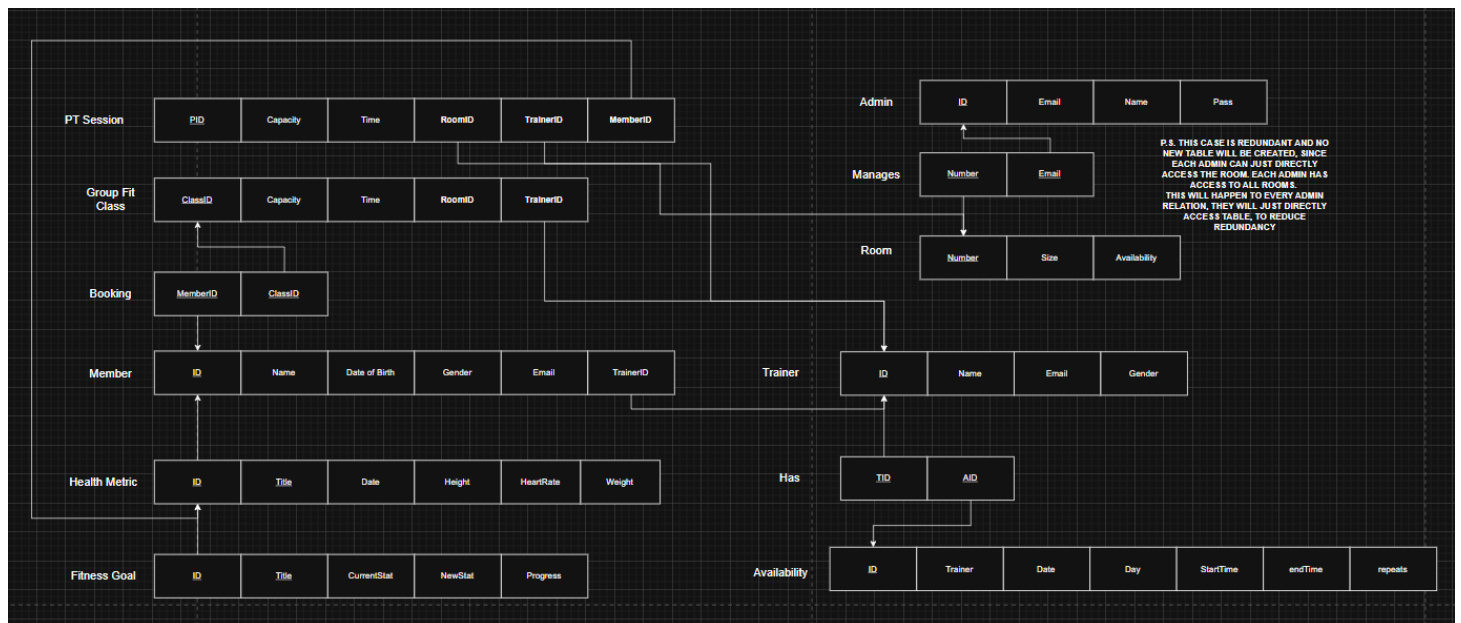 PT Session PID Capacity Time RoomID TrainerID MemberID
Group Fit
Class
ClassID Capacity Time RoomID TrainerID
Booking MemberID ClassID
Member ID Name Date of Birth Gender Email TrainerID
Health Metric ID Title Date Height HeartRate Weight
Fitness Goal ID Title CurrentStat NewStat Progress
Admin ID Email Name Pass
Manages Number Email
P.S. THIS CASE IS REDUNDANT AND NO
NEW TABLE WILL BE CREATED, SINCE
EACH ADMIN CAN JUST DIRECTLY
ACCESS THE ROOM. EACH ADMIN HAS
ACCESS TO ALL ROOMS.
THIS WILL HAPPEN TO EVERY ADMIN
RELATION, THEY WILL JUST DIRECTLY
ACCESS TABLE, TO REDUCE
REDUNDANCY
Room Number Size Availability
Trainer ID Name Email Gender
Has TID AID
Availability ID Trainer Date Day StartTime endTime repeats